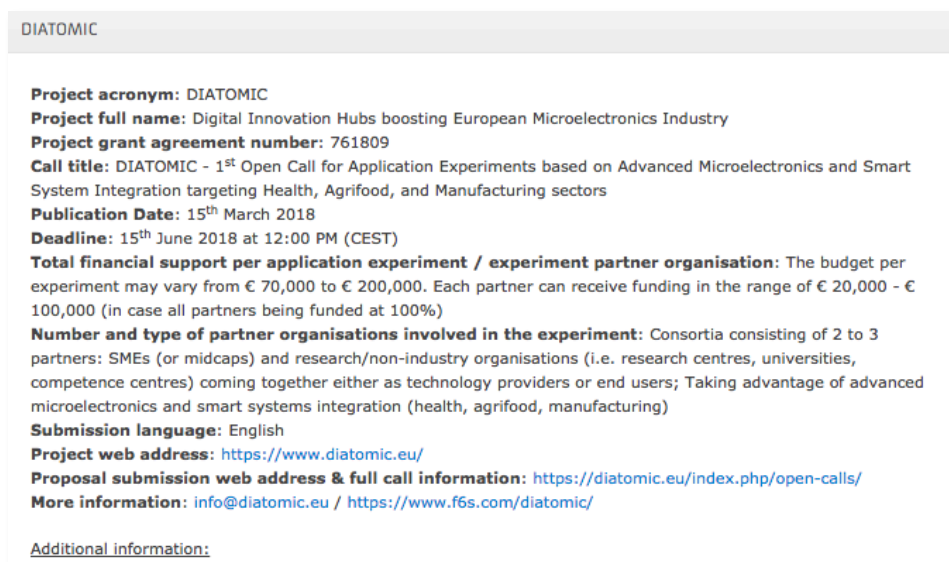 DIATOMIC
Project acronym: DIATOMIC
Project full name: Digital Innovation Hubs boosting European Microelectronics Industry
Project grant agreement number: 761809
Call title: DIATOMIC - 1st Open Call for Application Experiments based on Advanced Microelectronics and Smart
System Integration targeting Health, Agrifood, and Manufacturing sectors
Publication Date: 15th March 2018
Deadline: 15th June 2018 at 12:00 PM (CEST)
Total financial support per application experiment / experiment partner organisation: The budget per
experiment may vary from € 70,000 to € 200,000. Each partner can receive funding in the range of € 20,000 - €
100,000 (in case all partners being funded at 100%)
Number and type of partner organisations involved in the experiment: Consortia consisting of 2 to 3
partners: SMEs (or midcaps) and research/non-industry organisations (i.e. research centres, universities,
competence centres) coming together either as technology providers or end users; Taking advantage of advanced
microelectronics and smart systems integration (health, agrifood, manufacturing)
Submission language: English
Project web address: https://www.diatomic.eu/
Proposal submission web address & full call information: https://diatomic.eu/index.php/open-calls/
More information: info@diatomic.eu / https://www.f6s.com/diatomic/
Additional information: